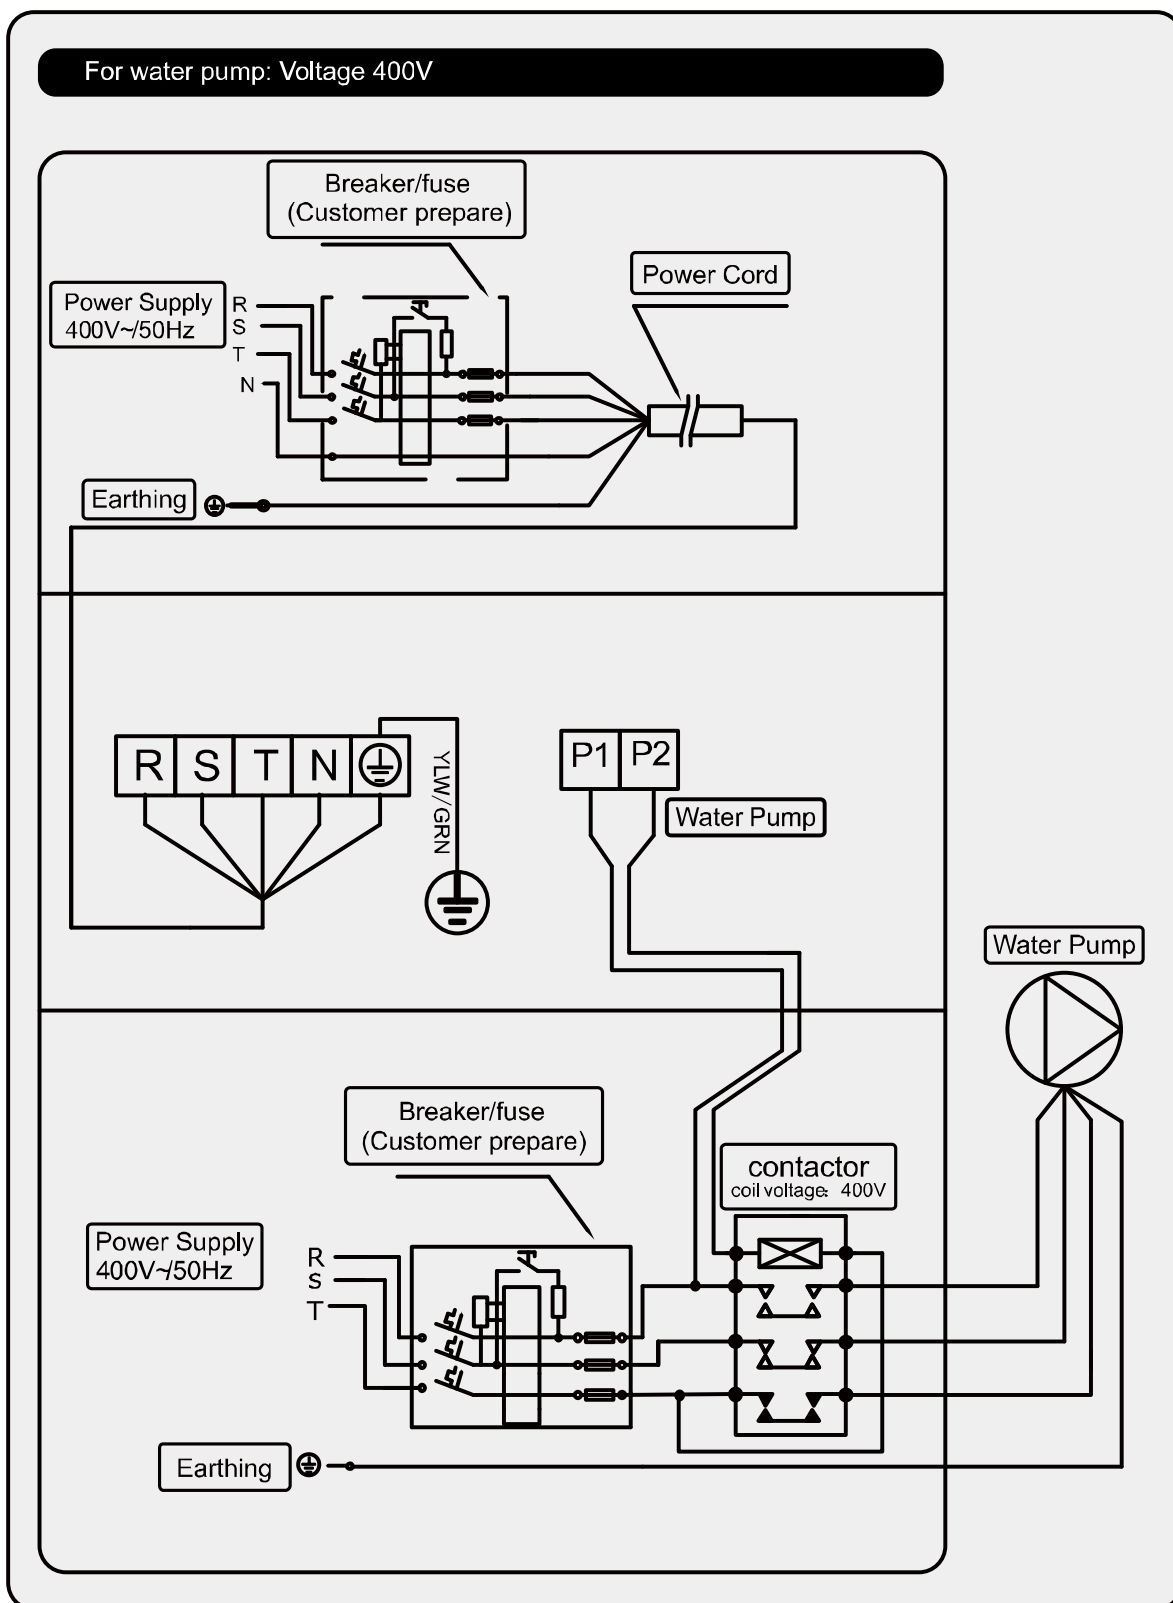 For water pump: Voltage 400V
Breaker/fuse
(Customer prepare)
Power Cord
Power Supply
400V~/50Hz
R
S
T
N
Earthing
R S T N
YLW/GRN
P1 P2
Water Pump
Water Pump
Breaker/fuse
(Customer prepare)
contactor
coil voltage: 400V
Power Supply
400V~/50Hz
R
S
T
Earthing